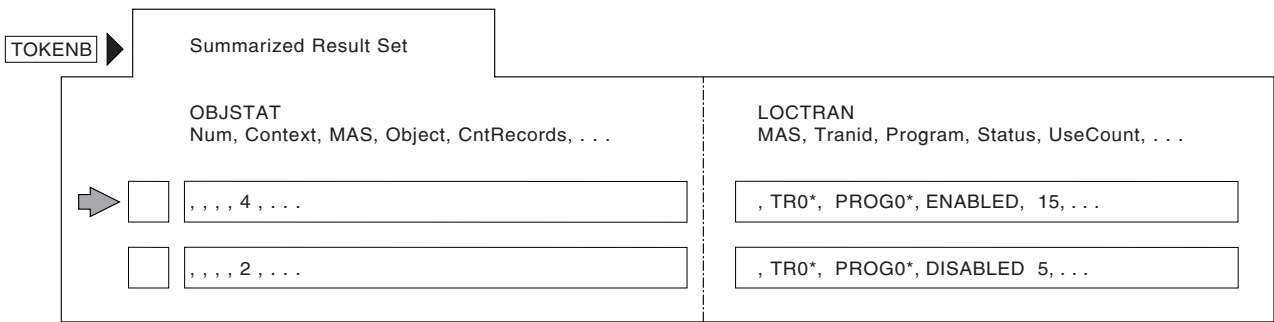 TOKENB
Summarized Result Set
OBJSTAT
Num, Context, MAS, Object, CntRecords, . . .
LOCTRAN
MAS, Tranid, Program, Status, UseCount, . . .
, , , , 4 , . . .
, TR0*, PROG0*, ENABLED, 15, . . .
, , , , 2 , . . .
, TR0*, PROG0*, DISABLED 5, . . .